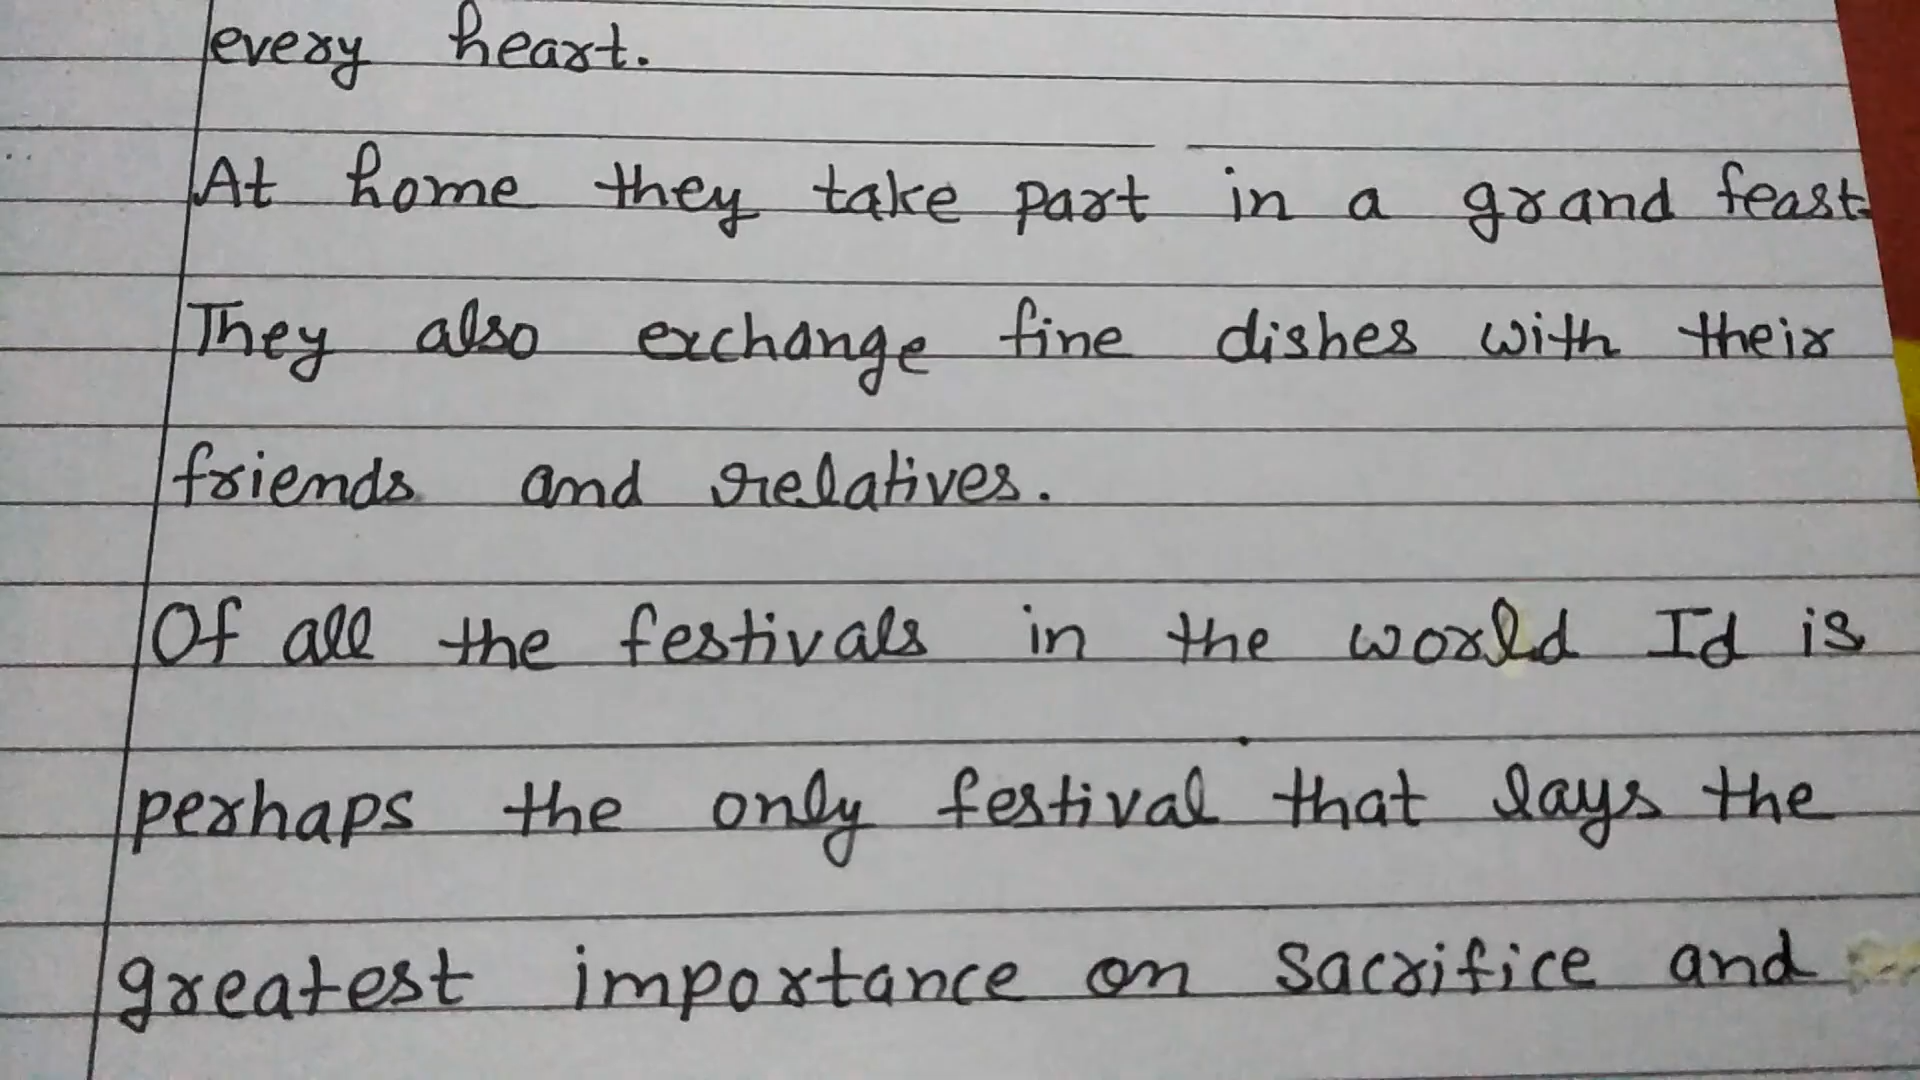 every heart.
At home they take part in a grand feast.
They also exchange fine dishes with their
friends and relatives.
Of all the festivals in the world Id is
perhaps the only festival that lays the
greatest importance on sacrifice and